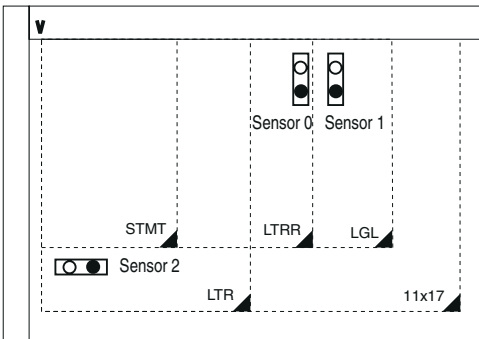 Sensor 0 Sensor 1
STMT LTRR LGL
Sensor 2
LTR 11x17